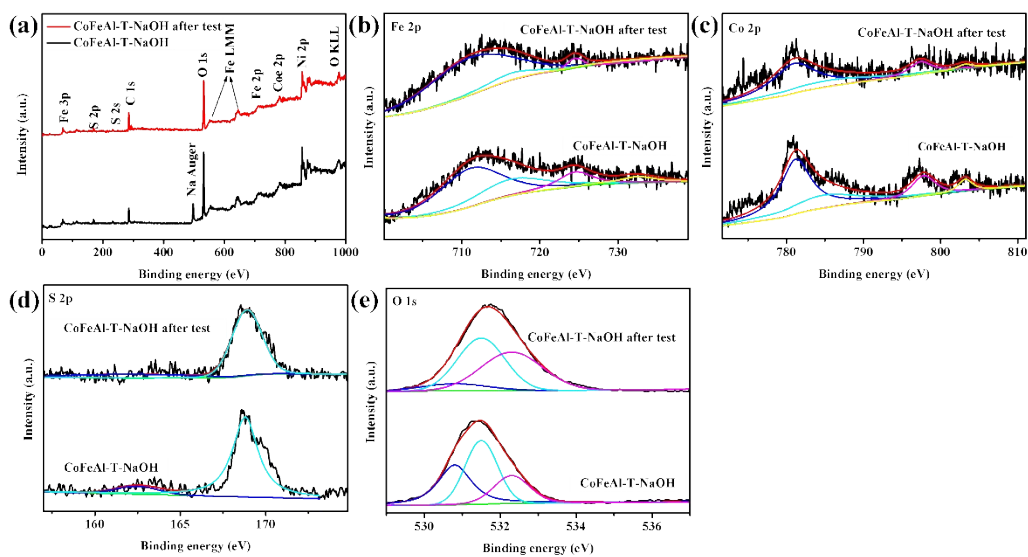 (a)
CoFeAl-T-NaOH after test
CoFeAl-T-NaOH
Fe 3p
S 2p
S 2s
C 1s
Na Auger
O 1s
Fe LMM
Fe 2p
Coe 2p
Ni 2p
O KLL
Intensity (a.u.)
0 200 400 600 800 1000
Binding energy (eV)
(b)
Fe 2p
CoFeAl-T-NaOH after test
CoFeAl-T-NaOH
Intensity (a.u.)
710 720 730
Binding energy (eV)
(c)
Co 2p
CoFeAl-T-NaOH after test
CoFeAl-T-NaOH
Intensity (a.u.)
780 790 800 810
Binding energy (eV)
(d)
S 2p
CoFeAl-T-NaOH after test
CoFeAl-T-NaOH
Intensity (a.u.)
160 165 170
Binding energy (eV)
(e)
O 1s
CoFeAl-T-NaOH after test
CoFeAl-T-NaOH
Intensity (a.u.)
530 532 534 536
Binding energy (eV)